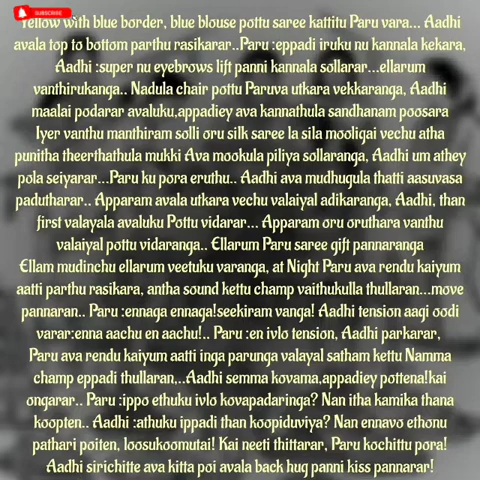 SUBSCRIBE
Yellow with blue border, blue blouse pottu saree kattitu Paru vara... Aadhi
avala top to bottom parthu rasikarar..Paru :eppadi iruku nu kannala kekara,
Aadhi :super nu eyebrows lift panni kannala sollarar...ellarum
vanthirukanga.. Nadula chair pottu Paruva utkara vekkaranga, Aadhi
maalai podarar avaluku,appadiey ava kannathula sandhanam poosara
Iyer vanthu manthiram solli oru silk saree la sila mooligai vechu atha
punitha theerthathula mukki Ava mookula piliya sollaranga, Aadhi um athey
pola seiyarar...Paru ku pora eruthu.. Aadhi ava mudhugula thatti aasuvasa
padutharar.. Apparam avala utkara vechu valaiyal adikaranga, Aadhi, than
first valayala avaluku Pottu vidarar... Apparam oru oruthara vanthu
valaiyal pottu vidaranga.. Ellarum Paru saree gift pannaranga
Ellam mudinchu ellarum veetuku varanga, at Night Paru ava rendu kaiyum
aatti parthu rasikara, antha sound kettu champ vaithukulla thullaran...move
pannaran.. Paru :ennaga ennaga!seekiram vanga! Aadhi tension aagi oodi
varar:enna aachu en aachu!.. Paru :en ivlo tension, Aadhi parkarar,
Paru ava rendu kaiyum aatti inga parunga valayal satham kettu Namma
champ eppadi thullaran,..Aadhi semma kovama,appadiey pottena!kai
ongarar.. Paru :ippo ethuku ivlo kovapadaringa? Nan itha kamika thana
koopten.. Aadhi :athuku ippadi than koopiduviya? Nan ennavo ethonu
pathari poiten, loosukoomutai! Kai neeti thittarar, Paru kochittu pora!
Aadhi sirichitte ava kitta poi avala back hug panni kiss pannarar!